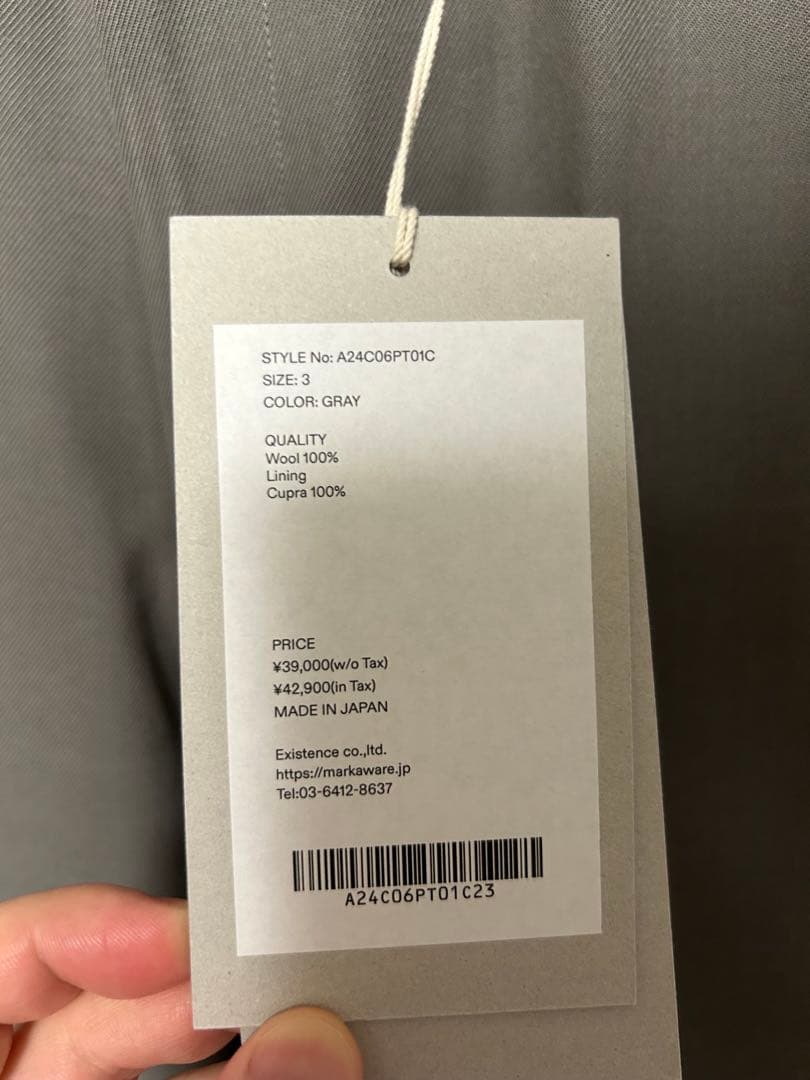 STYLE No: A24C06PT01C
SIZE: 3
COLOR: GRAY
QUALITY
Wool 100%
Lining
Cupra 100%
PRICE
¥39,000(w/o Tax)
¥42,900(in Tax)
MADE IN JAPAN
Existence co.,ltd.
https://markaware.jp
Tel:03-6412-8637
A24C06PT01C23